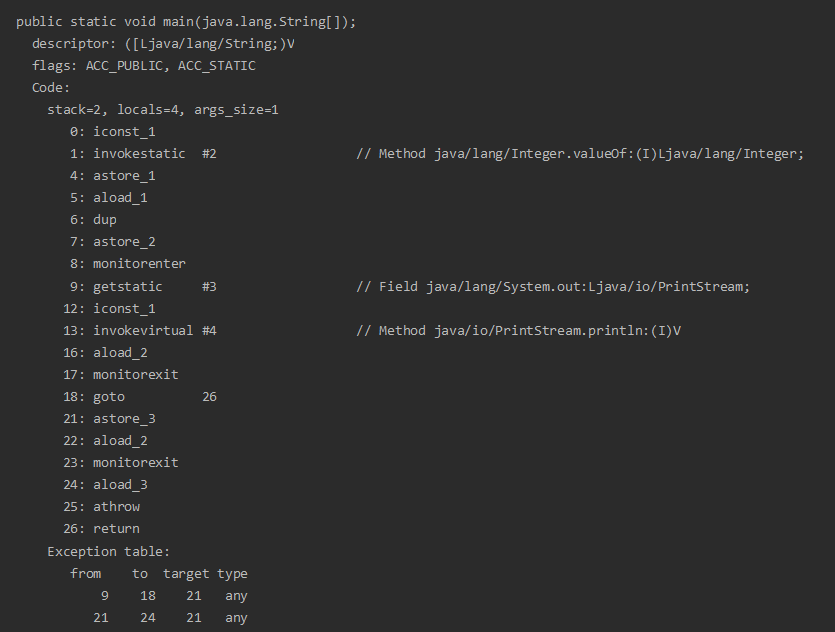 public static void main(java.lang.String[]);
  descriptor: ([Ljava/lang/String;)V
  flags: ACC_PUBLIC, ACC_STATIC
  Code:
    stack=2, locals=4, args_size=1
       0: iconst_1
       1: invokestatic  #2                  // Method java/lang/Integer.valueOf:(I)Ljava/lang/Integer;
       4: astore_1
       5: aload_1
       6: dup
       7: astore_2
       8: monitorenter
       9: getstatic     #3                  // Field java/lang/System.out:Ljava/io/PrintStream;
      12: iconst_1
      13: invokevirtual #4                  // Method java/io/PrintStream.println:(I)V
      16: aload_2
      17: monitorexit
      18: goto          26
      21: astore_3
      22: aload_2
      23: monitorexit
      24: aload_3
      25: athrow
      26: return
    Exception table:
       from    to  target type
           9    18    21   any
          21    24    21   any